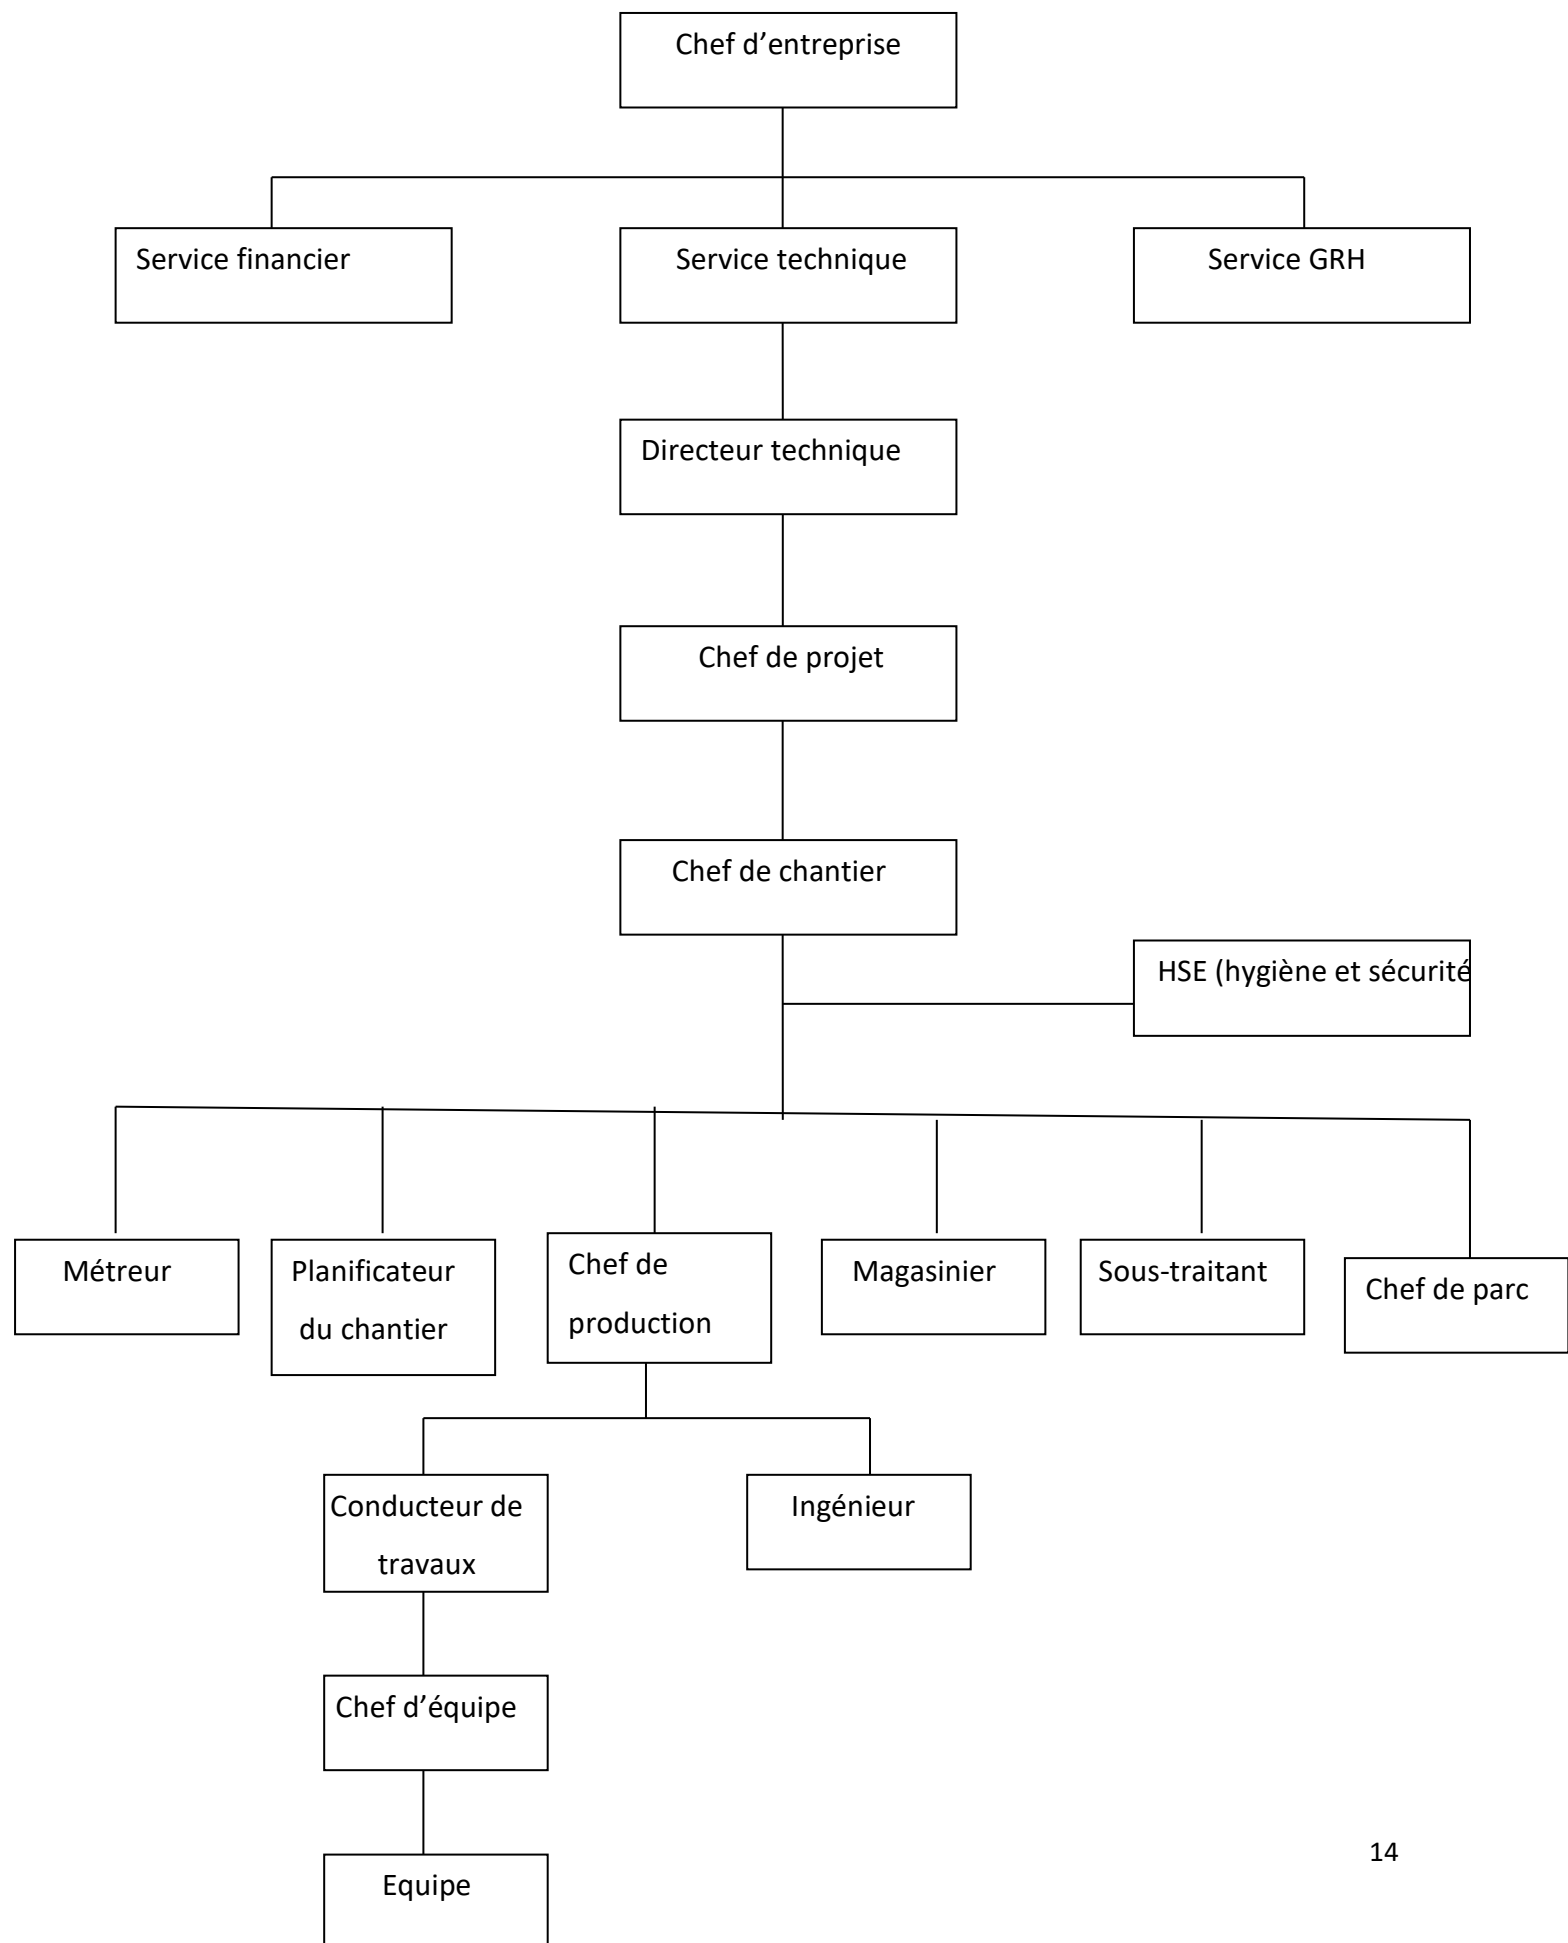 Chef d’entreprise
Service financier
Service technique
Service GRH
Directeur technique
Chef de projet
Chef de chantier
HSE (hygiène et sécurité
Métreur
Planificateur
du chantier
Chef de
production
Magasinier
Sous-traitant
Chef de parc
Conducteur de
travaux
Ingénieur
Chef d’équipe
Equipe
14